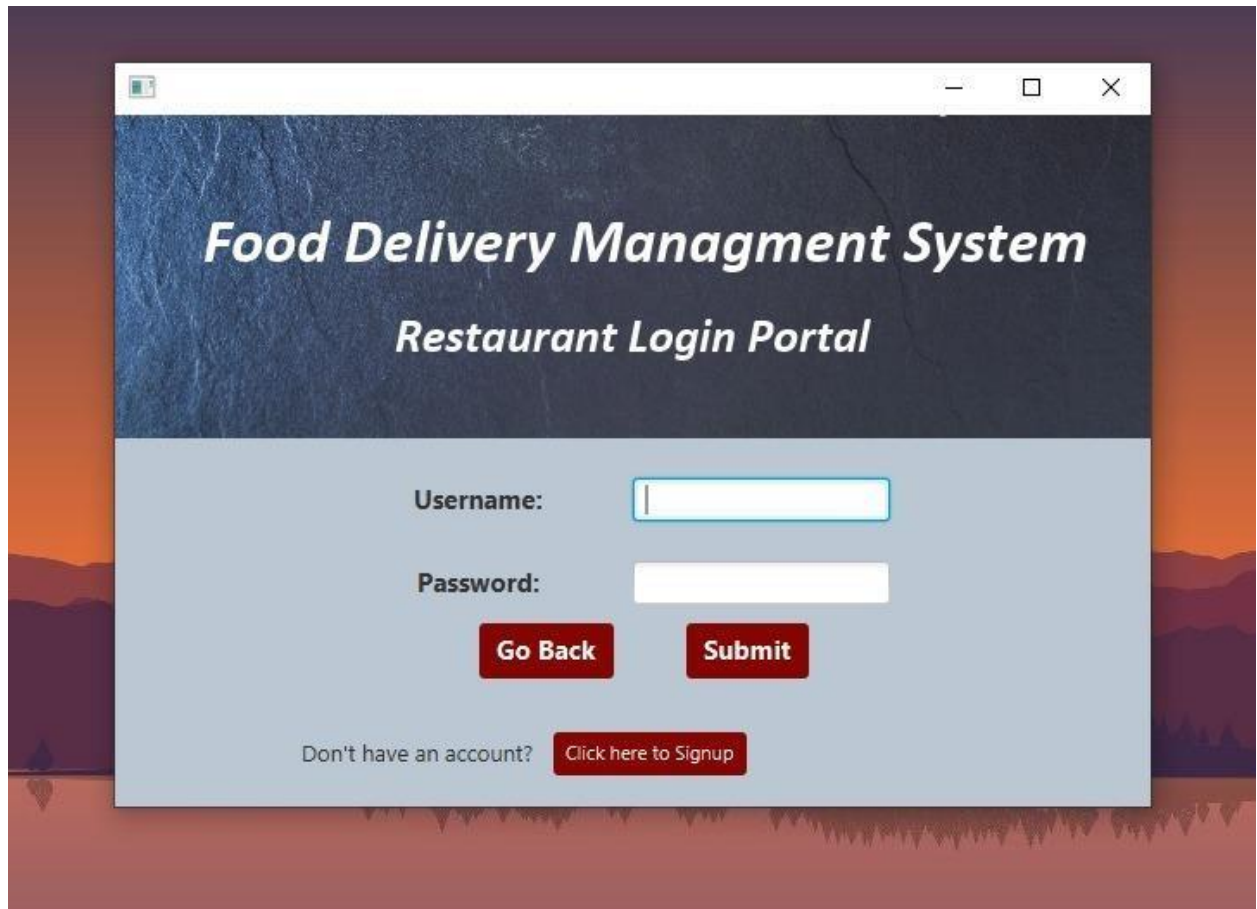 Food Delivery Managment System
Restaurant Login Portal
Username:
Password:
Go Back Submit
Don't have an account? Click here to Signup